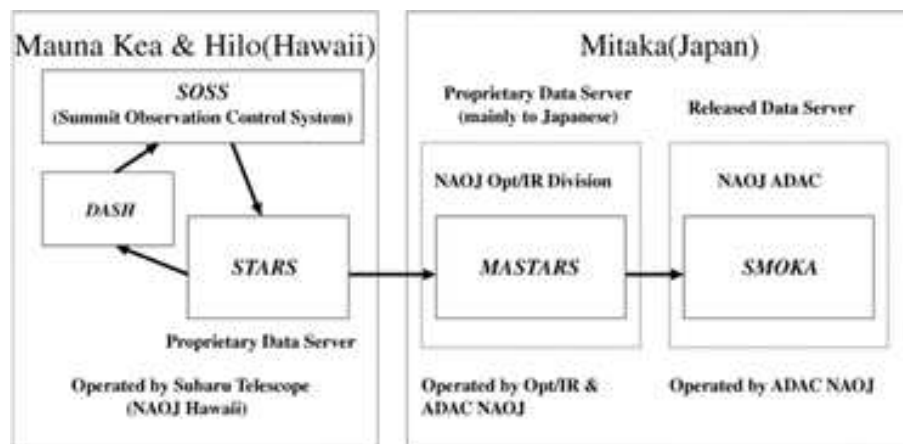 Mauna Kea & Hilo(Hawaii)
SOSS
(Summit Observation Control System)
DASH
STARS
Proprietary Data Server
Operated by Subaru Telescope
(NAOJ Hawaii)
Mitaka(Japan)
Proprietary Data Server
(mainly to Japanese)
NAOJ Opt/IR Division
MASTARS
Operated by Opt/IR &
ADAC NAOJ
Released Data Server
NAOJ ADAC
SMOKA
Operated by ADAC NAOJ